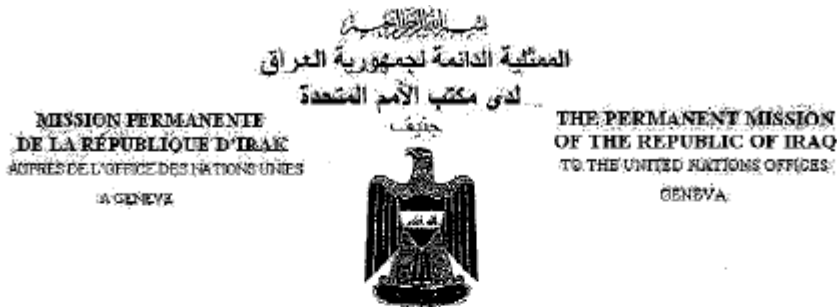 بسم الله الرحمن الرحيم
الممثلية الدائمة لجمهورية العراق
لدى مكتب الأمم المتحدة
جنيف
MISSION PERMANENTE
DE LA RÉPUBLIQUE D'IRAK
AUPRES DE L'OFFICE DES NATIONS UNIES
A GENEVE
THE PERMANENT MISSION
OF THE REPUBLIC OF IRAQ
TO THE UNITED NATIONS OFFICES
GENEVA